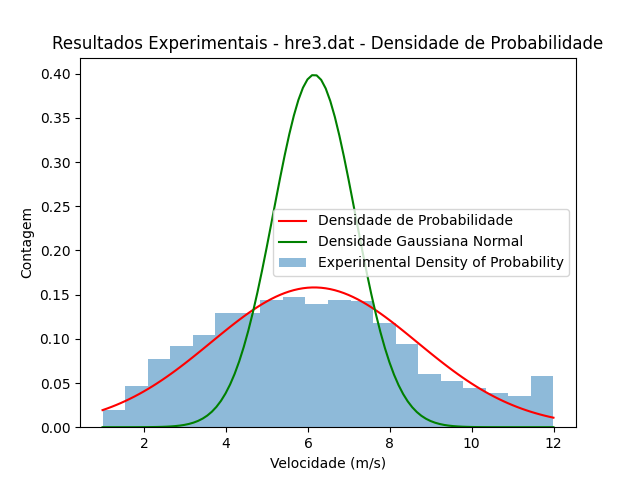 Resultados Experimentais - hre3.dat - Densidade de Probabilidade
0.40
0.35
0.30
0.25
0.20
0.15
0.10
0.05
0.00
Contagem
Densidade de Probabilidade
Densidade Gaussiana Normal
Experimental Density of Probability
2 4 6 8 10 12
Velocidade (m/s)